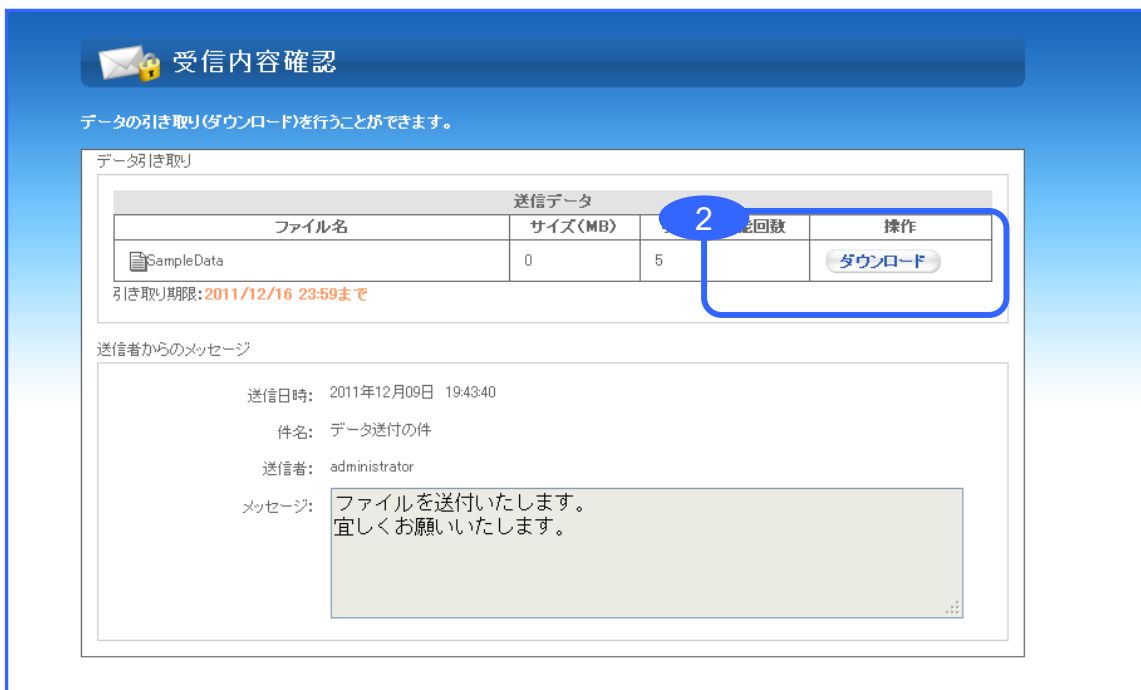 受信内容確認
データの引き取り(ダウンロード)を行うことができます。
データ引き取り
送信データ
ファイル名 サイズ(MB) 2 回数 操作
SampleData 0 5 ダウンロード
引き取り期限:2011/12/16 23:59まで
送信者からのメッセージ
送信日時: 2011年12月09日 19:43:40
件名: データ送付の件
送信者: administrator
メッセージ: ファイルを送付いたします。
宜しくお願いいたします。